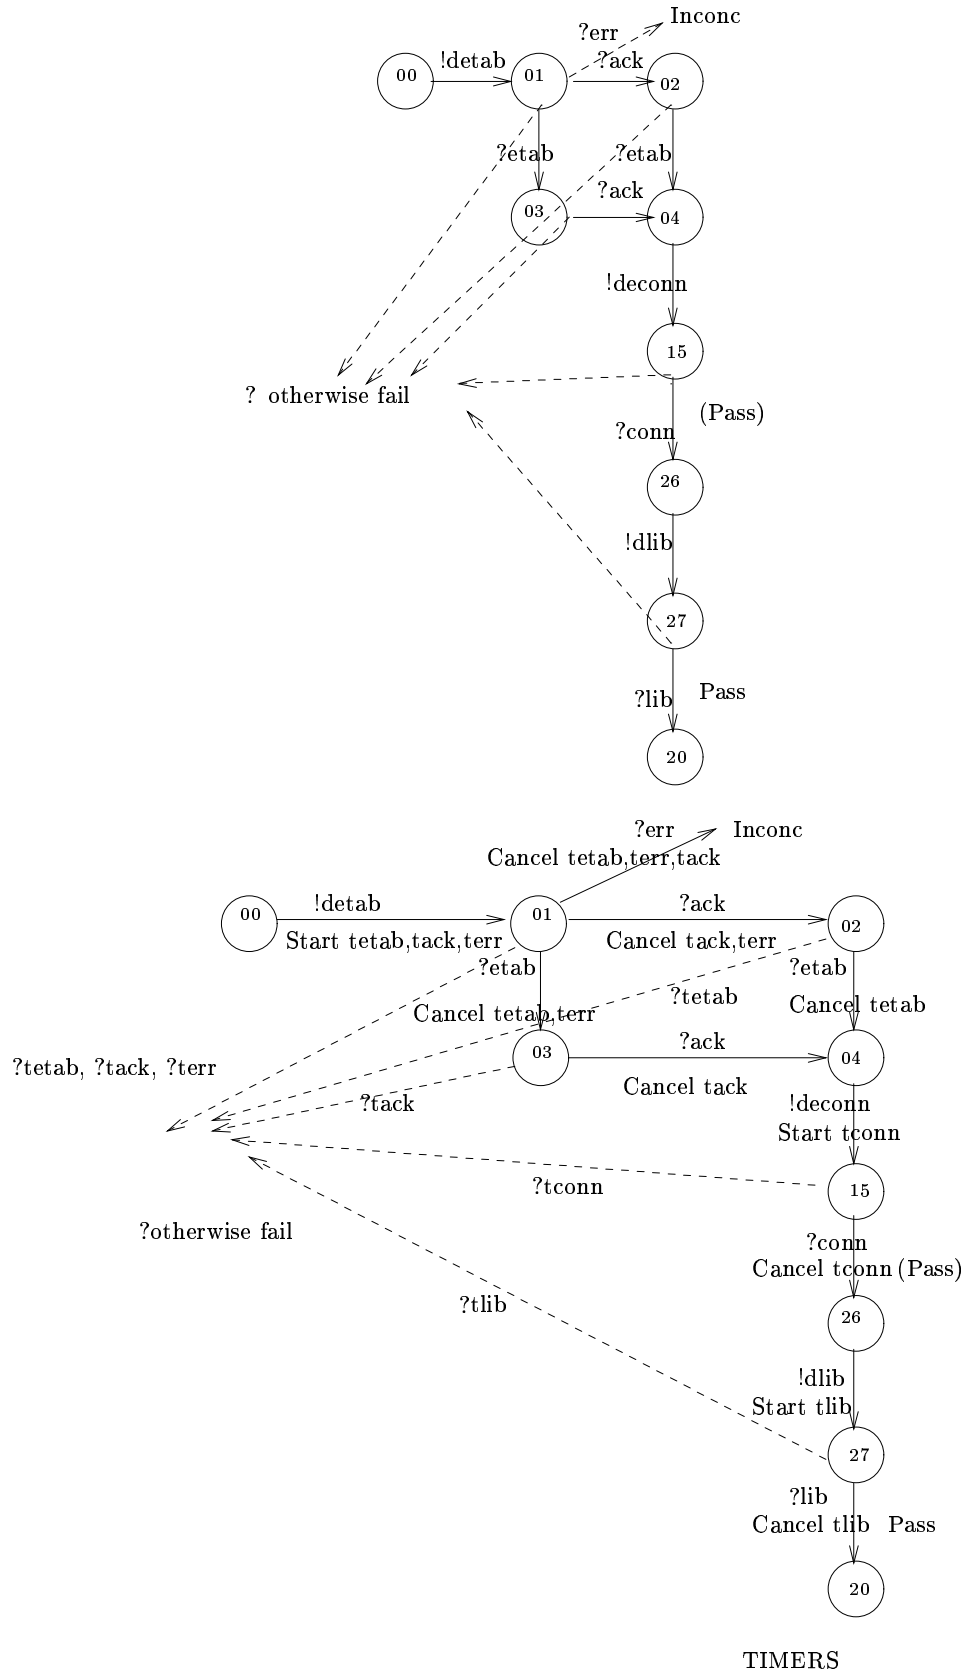 Inconc
?err
!detab
?ack
00
01
02
?etab
?etab
?ack
03
04
!deconn
15
? otherwise fail
(Pass)
?conn
26
!dlib
27
?lib
Pass
20
?err
Inconc
Cancel tetab,terr,tack
!detab
?ack
00
01
02
Start tetab,tack,terr
Cancel tack,terr
?etab
?etab
?tetab
Cancel tetab
Cancel tetab,terr
?ack
03
04
?tetab, ?tack, ?terr
Cancel tack
?tack
!deconn
Start tconn
?tconn
15
?otherwise fail
?conn
Cancel tconn (Pass)
?tlib
26
!dlib
Start tlib
27
?lib
Cancel tlib Pass
20
TIMERS